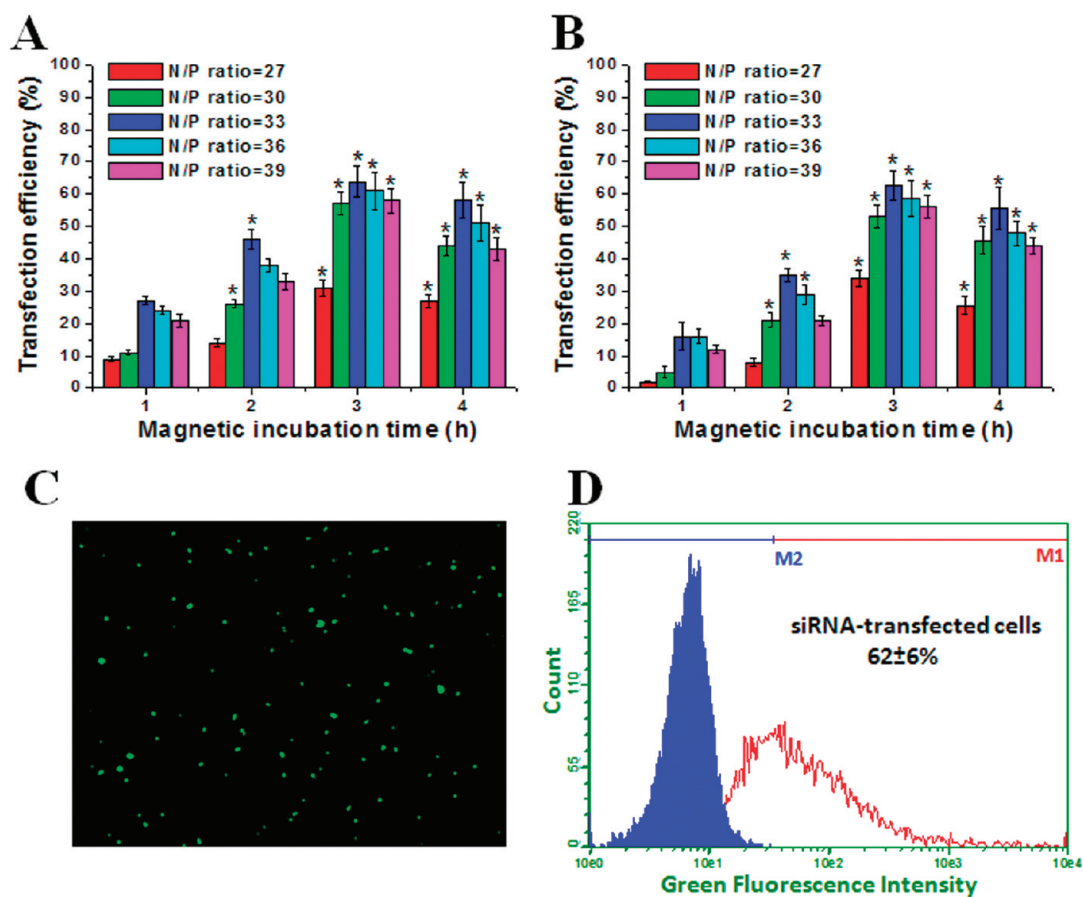 A
Transfection efficiency (%)
100
90
80
70
60
50
40
30
20
10
0
N/P ratio=27
N/P ratio=30
N/P ratio=33
N/P ratio=36
N/P ratio=39
* * * * * * * * * * * *
1 2 3 4
Magnetic incubation time (h)
B
Transfection efficiency (%)
100
90
80
70
60
50
40
30
20
10
0
N/P ratio=27
N/P ratio=30
N/P ratio=33
N/P ratio=36
N/P ratio=39
* * * * * * * * * * * * *
1 2 3 4
Magnetic incubation time (h)
C
D
Count
220
165
110
55
0
M2
M1
siRNA-transfected cells
62±6%
10e0 10e1 10e2 10e3 10e4
Green Fluorescence Intensity